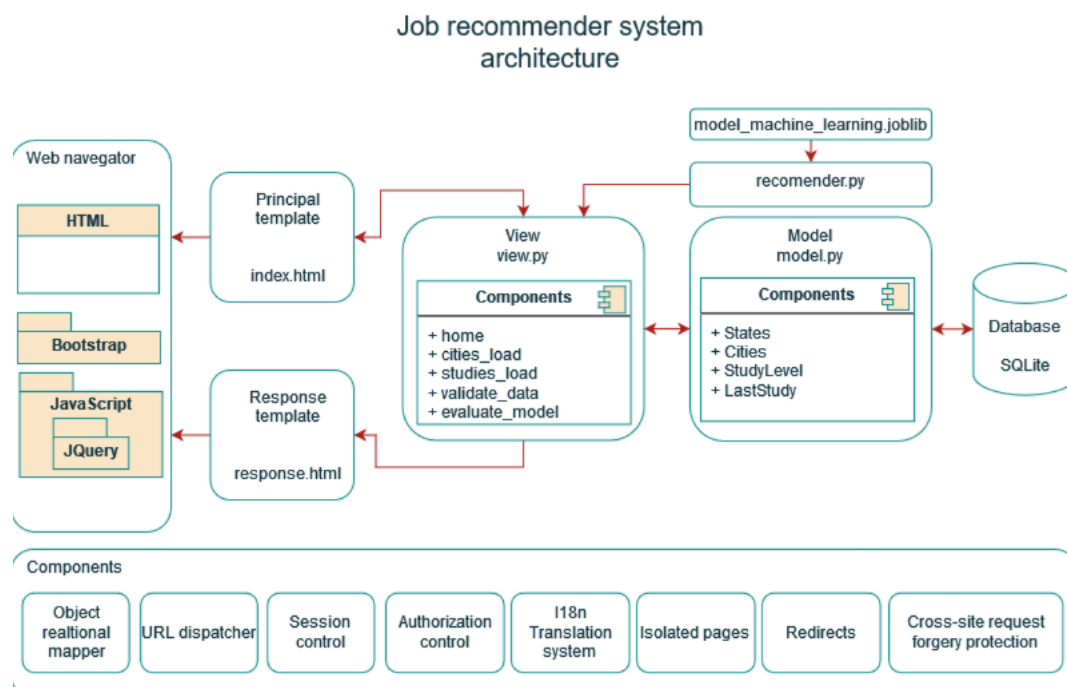 Job recommender system
architecture
model_machine_learning.joblib
recomender.py
Web navegator
HTML
Bootstrap
JavaScript
JQuery
Principal
template
index.html
Response
template
response.html
View
view.py
Components
+ home
+ cities_load
+ studies_load
+ validate_data
+ evaluate_model
Model
model.py
Components
+ States
+ Cities
+ StudyLevel
+ LastStudy
Database
SQLite
Components
Object
realtional
mapper
URL dispatcher
Session
control
Authorization
control
I18n
Translation
system
Isolated pages
Redirects
Cross-site request
forgery protection